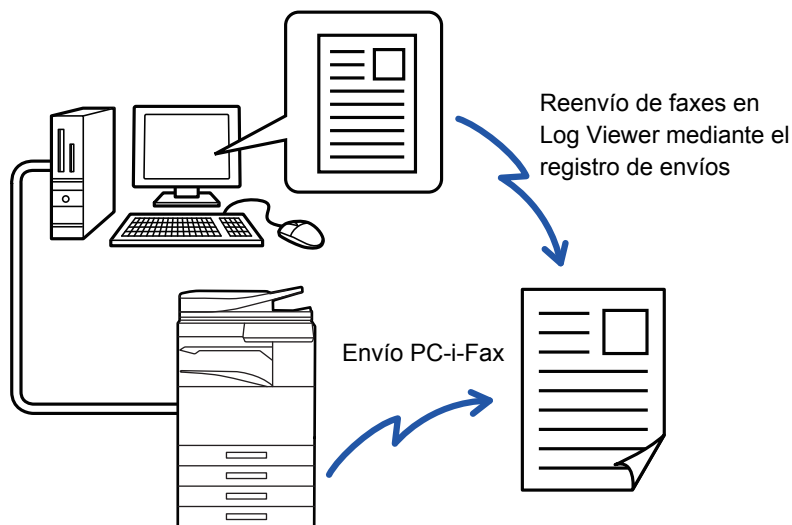 Reenvío de faxes en
Log Viewer mediante el
registro de envíos
Envío PC-i-Fax